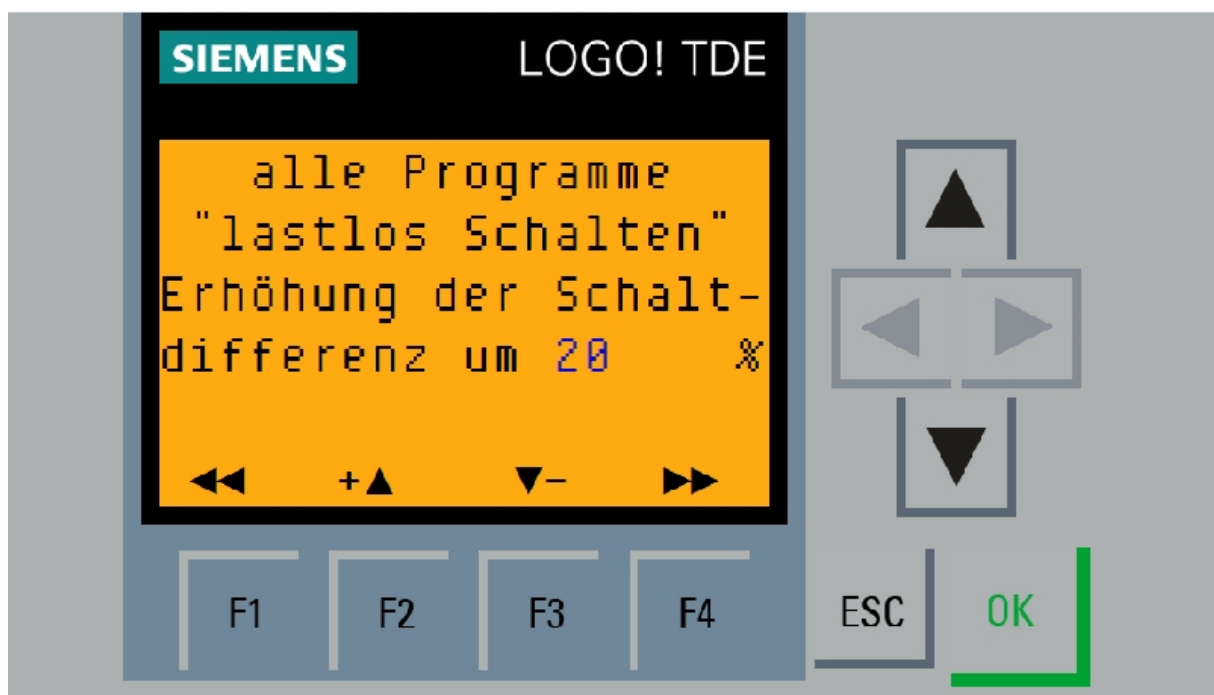 SIEMENS LOGO! TDE
alle Programme
"lastlos Schalten"
Erhöhung der Schalt-
differenz um 20 %
◀◀ +▲ ▼- ▶▶
F1 F2 F3 F4 ESC OK